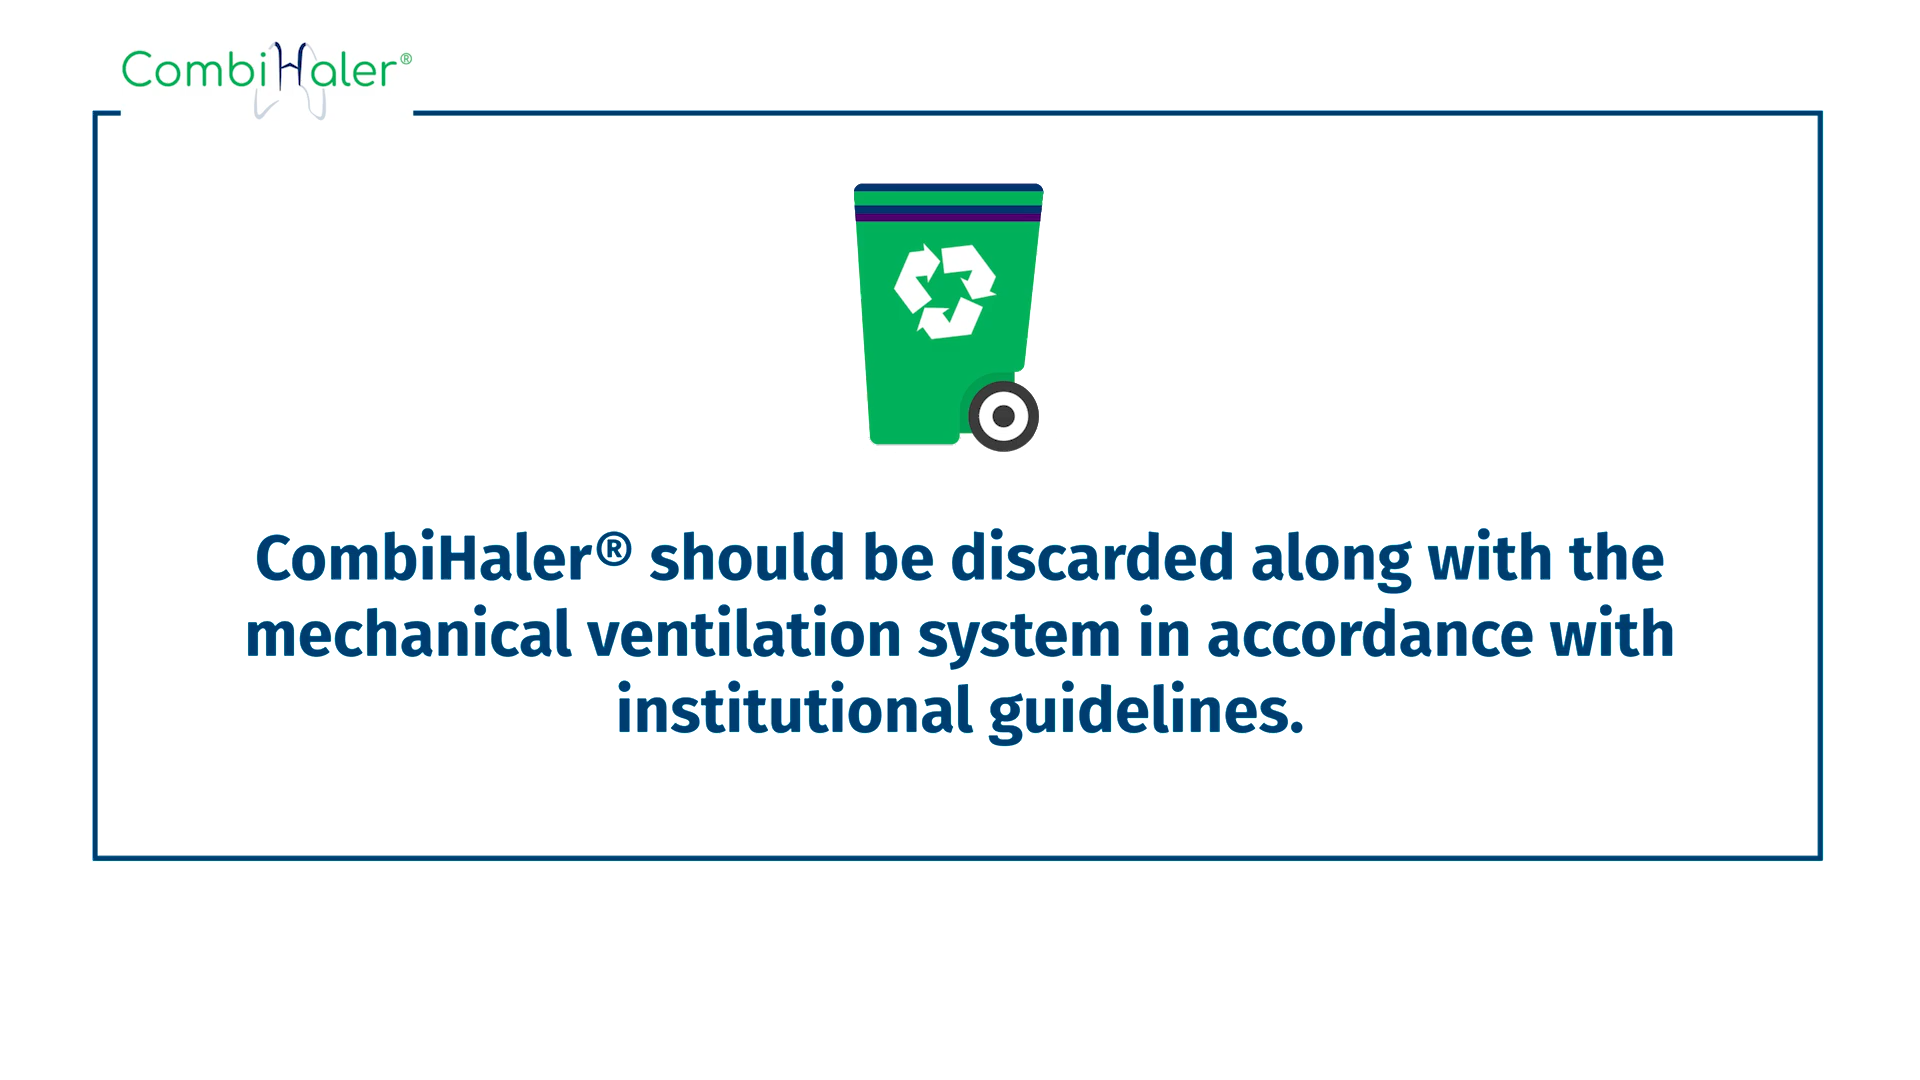 CombiHaler®
CombiHaler® should be discarded along with the
mechanical ventilation system in accordance with
institutional guidelines.